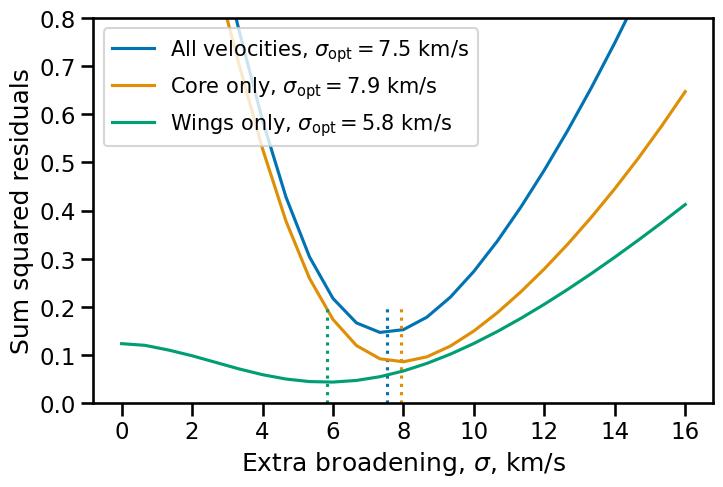 All velocities, σopt = 7.5 km/s
Core only, σopt = 7.9 km/s
Wings only, σopt = 5.8 km/s
Sum squared residuals
0.8
0.7
0.6
0.5
0.4
0.3
0.2
0.1
0.0
0 2 4 6 8 10 12 14 16
Extra broadening, σ, km/s